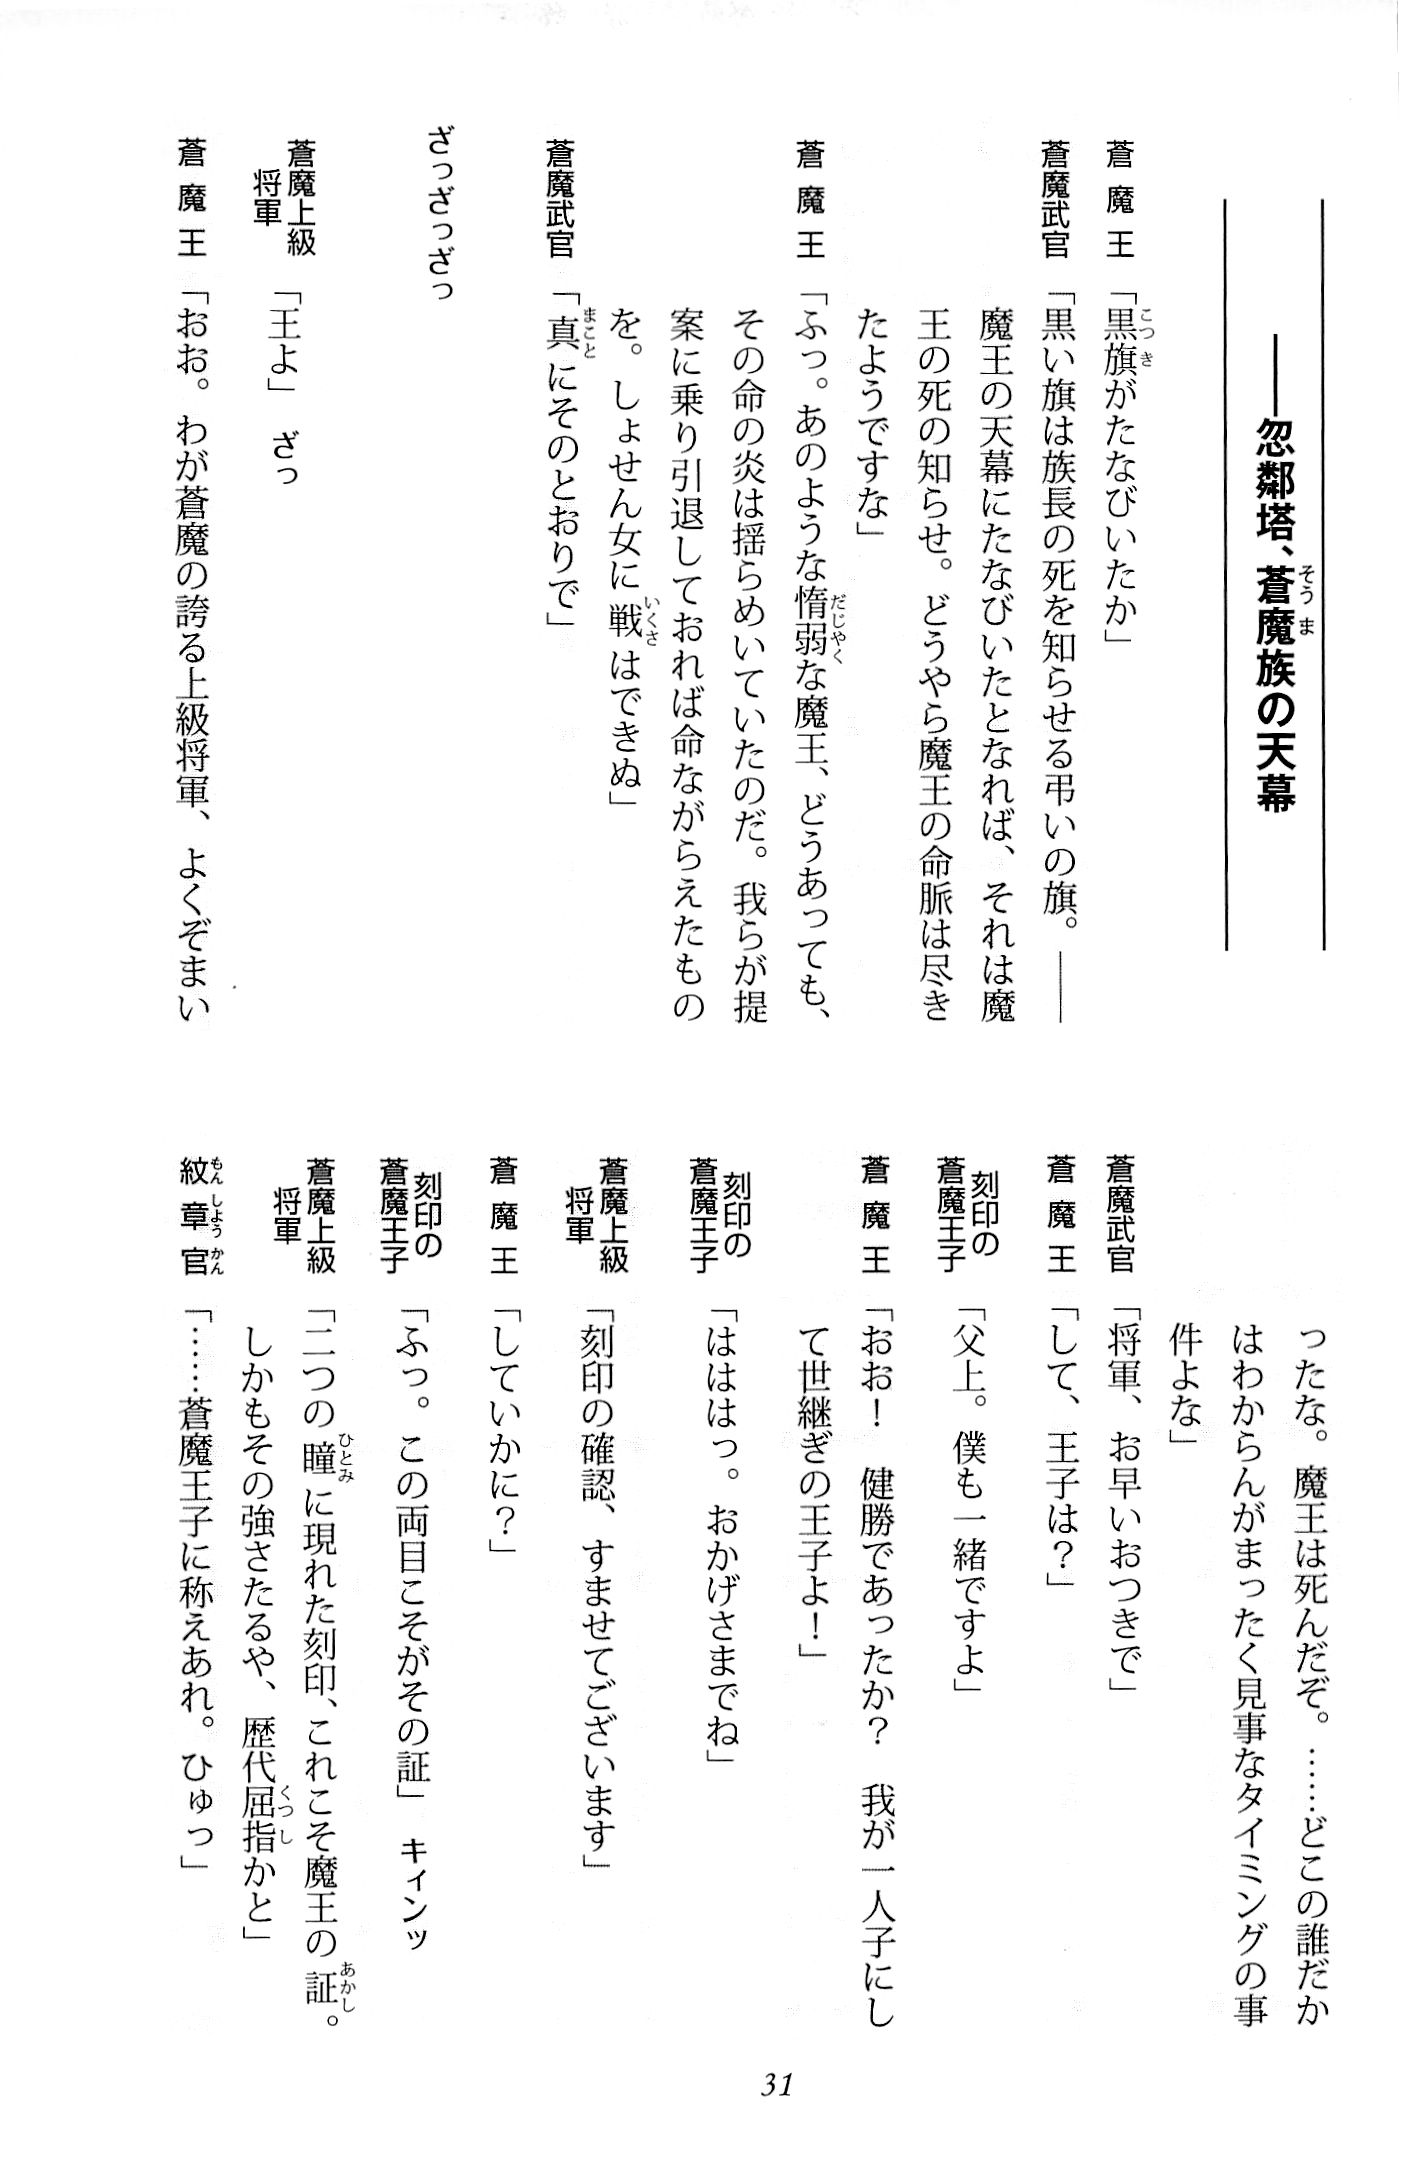 ――忽鄰塔、蒼魔族の天幕
蒼魔王「黒旗がたなびいたか」
蒼魔武官「黒い旗は族長の死を知らせる弔いの旗。――
魔王の天幕にたなびいたとなれば、それは魔
王の死の知らせ。どうやら魔王の命脈は尽き
たようですな」
蒼魔王「ふっ。あのような惰弱な魔王、どうあっても、
その命の炎は揺らめいていたのだ。我らが提
案に乗り引退しておれば命ながらえたもの
を。しょせん女に戦はできぬ」
蒼魔武官「真にそのとおりで」
ざっざっざっ
蒼魔上級将軍「王よ」　ざっ
蒼魔王「おお。わが蒼魔の誇る上級将軍、よくぞまい
ったな。魔王は死んだぞ。……どこの誰だか
はわからんがまったく見事なタイミングの事
件よな」
蒼魔武官「将軍、お早いおつきで」
蒼魔王「して、王子は？」
刻印の蒼魔王子「父上。僕も一緒ですよ」
蒼魔王「おお！　健勝であったか？　我が一人子にし
て世継ぎの王子よ！」
刻印の蒼魔王子「はははっ。おかげさまでね」
蒼魔上級将軍「刻印の確認、すませてございます」
蒼魔王「していかに？」
刻印の蒼魔王子「ふっ。この両目こそがその証」　キィンッ
蒼魔上級将軍「二つの瞳に現れた刻印、これこそ魔王の証。
しかもその強さたるや、歴代屈指かと」
紋章官「……蒼魔王子に称えあれ。ひゅっ」
31